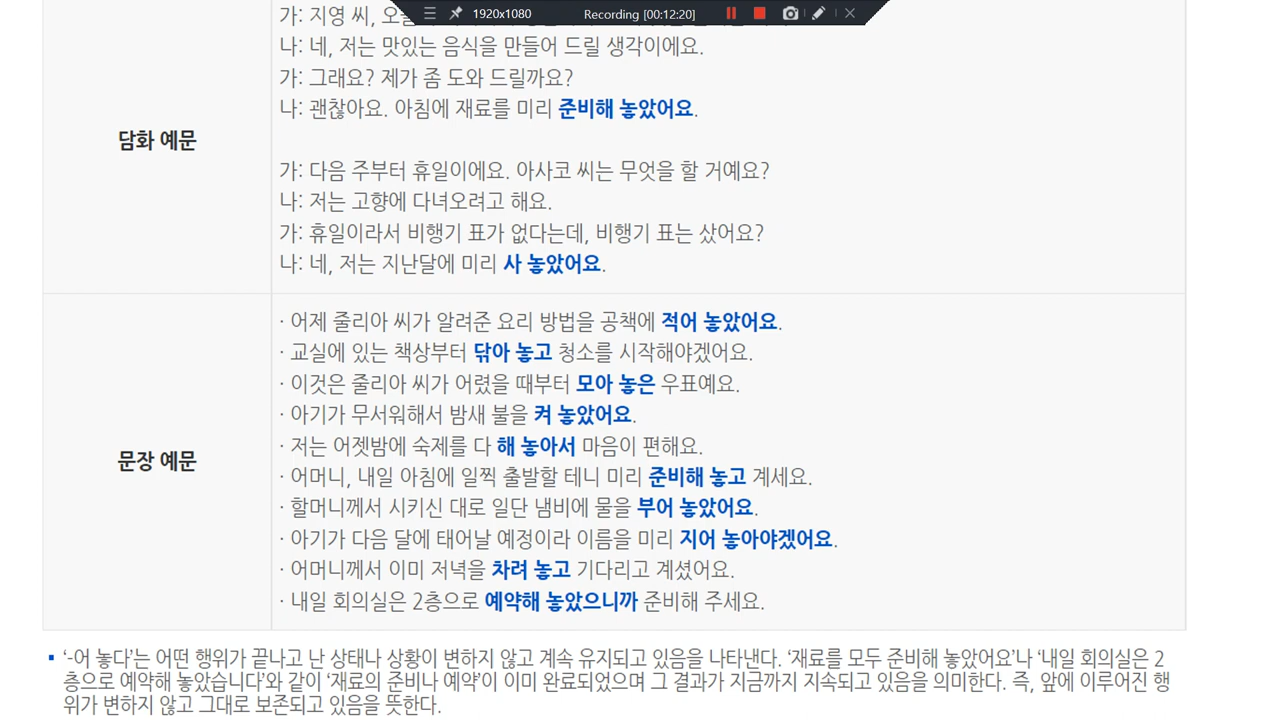 1920x1080 Recording [00:12:20]
가: 지영 씨,
나: 네, 저는 맛있는 음식을 만들어 드릴 생각이에요.
가: 그래요? 제가 좀 도와 드릴까요?
나: 괜찮아요. 아침에 재료를 미리 준비해 놓았어요.
담화 예문
가: 다음 주부터 휴일이에요. 아사코 씨는 무엇을 할 거예요?
나: 저는 고향에 다녀오려고 해요.
가: 휴일이라서 비행기 표가 없다는데, 비행기 표는 샀어요?
나: 네, 저는 지난달에 미리 사 놓았어요.
문장 예문
· 어제 줄리아 씨가 알려준 요리 방법을 공책에 적어 놓았어요.
· 교실에 있는 책상부터 닦아 놓고 청소를 시작해야겠어요.
· 이것은 줄리아 씨가 어렸을 때부터 모아 놓은 우표예요.
· 아기가 무서워해서 밤새 불을 켜 놓았어요.
· 저는 어젯밤에 숙제를 다 해 놓아서 마음이 편해요.
· 어머니, 내일 아침에 일찍 출발할 테니 미리 준비해 놓고 계세요.
· 할머니께서 시키신 대로 일단 냄비에 물을 부어 놓았어요.
· 아기가 다음 달에 태어날 예정이라 이름을 미리 지어 놓아야겠어요.
· 어머니께서 이미 저녁을 차려 놓고 기다리고 계셨어요.
· 내일 회의실은 2층으로 예약해 놓았으니까 준비해 주세요.
▪ ‘-어 놓다’는 어떤 행위가 끝나고 난 상태나 상황이 변하지 않고 계속 유지되고 있음을 나타낸다. ‘재료를 모두 준비해 놓았어요’나 ‘내일 회의실은 2
층으로 예약해 놓았습니다’와 같이 ‘재료의 준비나 예약’이 이미 완료되었으며 그 결과가 지금까지 지속되고 있음을 의미한다. 즉, 앞에 이루어진 행
위가 변하지 않고 그대로 보존되고 있음을 뜻한다.